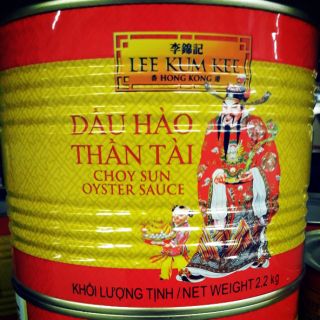 李錦記
LEE KUM KEE
香 HONG KONG 港
DẦU HÀO
THẦN TÀI
CHOY SUN
OYSTER SAUCE
KHỐI LƯỢNG TỊNH / NET WEIGHT 2,2 kg